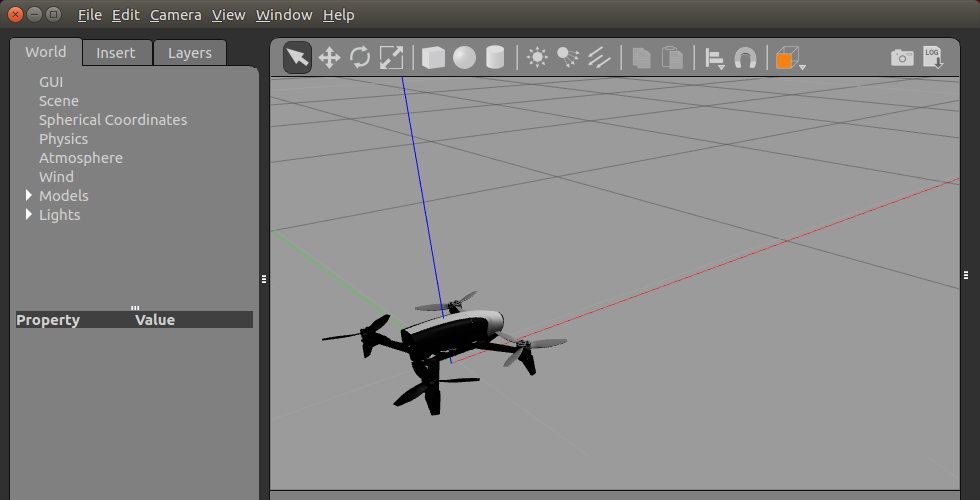 File Edit Camera View Window Help
World Insert Layers
LOG
GUI
Scene
Spherical Coordinates
Physics
Atmosphere
Wind
Models
Lights
Property Value